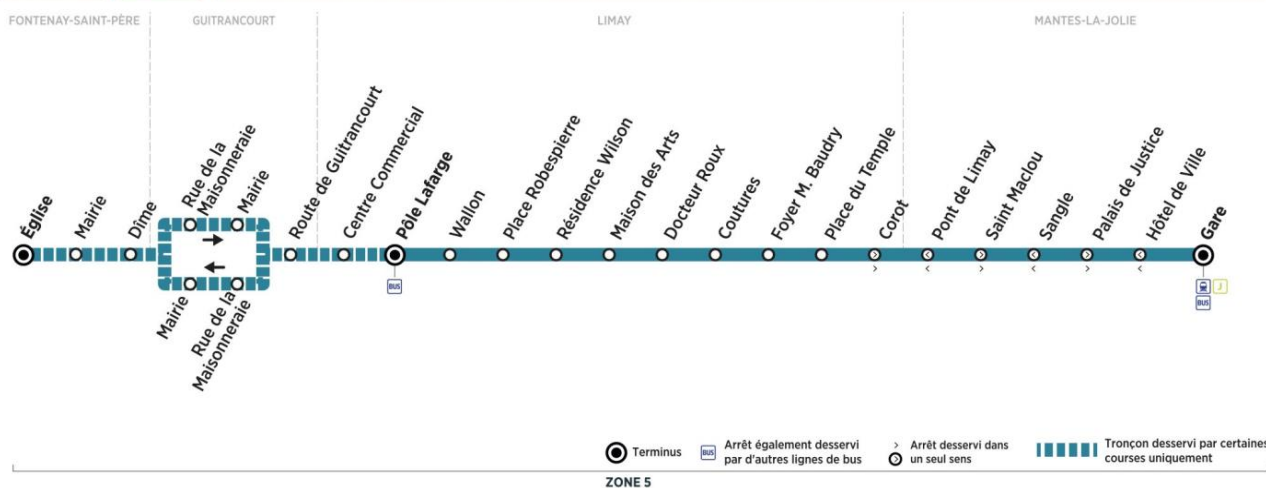 FONTENAY-SAINT-PÈRE
GUITRANCOURT
LIMAY
MANTES-LA-JOLIE
Église
Mairie
Dîme
Rue de la
Maisonneraie
Mairie
Mairie
Rue de la
Maisonneraie
Route de Guitrancourt
Centre Commercial
Pôle Lafarge
BUS
Wallon
Place Robespierre
Résidence Wilson
Maison des Arts
Docteur Roux
Coutures
Foyer M. Baudry
Place du Temple
Corot
Pont de Limay
Saint Maclou
Sangle
Palais de Justice
Hôtel de Ville
Gare
J
BUS
Terminus
BUS
Arrêt également desservi
par d'autres lignes de bus
Arrêt desservi dans
un seul sens
Tronçon desservi par certaines
courses uniquement
ZONE 5